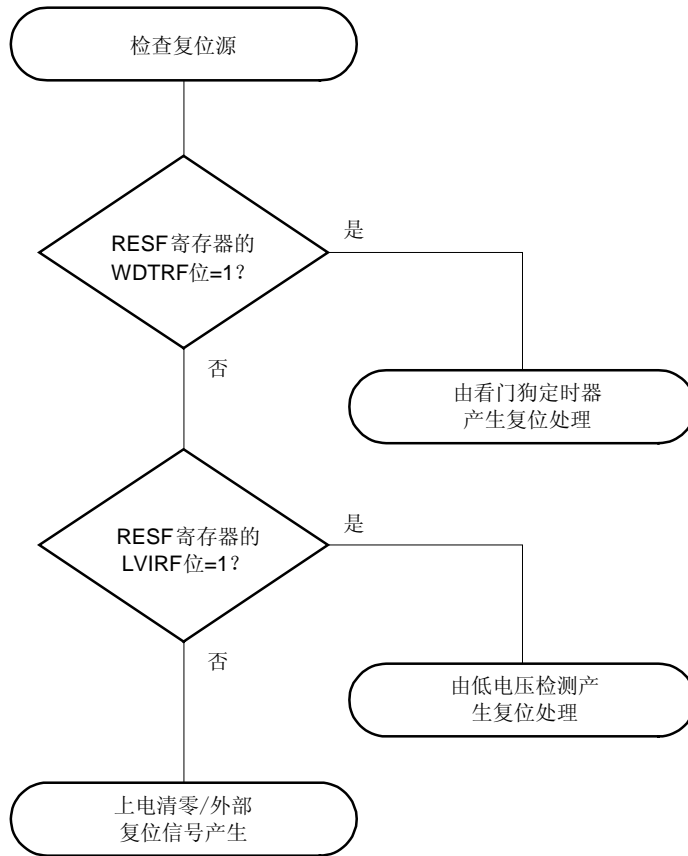 检查复位源
RESF寄存器的
WDTRF位=1？
是
否
由看门狗定时器
产生复位处理
RESF寄存器的
LVIRF位=1？
是
否
由低电压检测产
生复位处理
上电清零/外部
复位信号产生